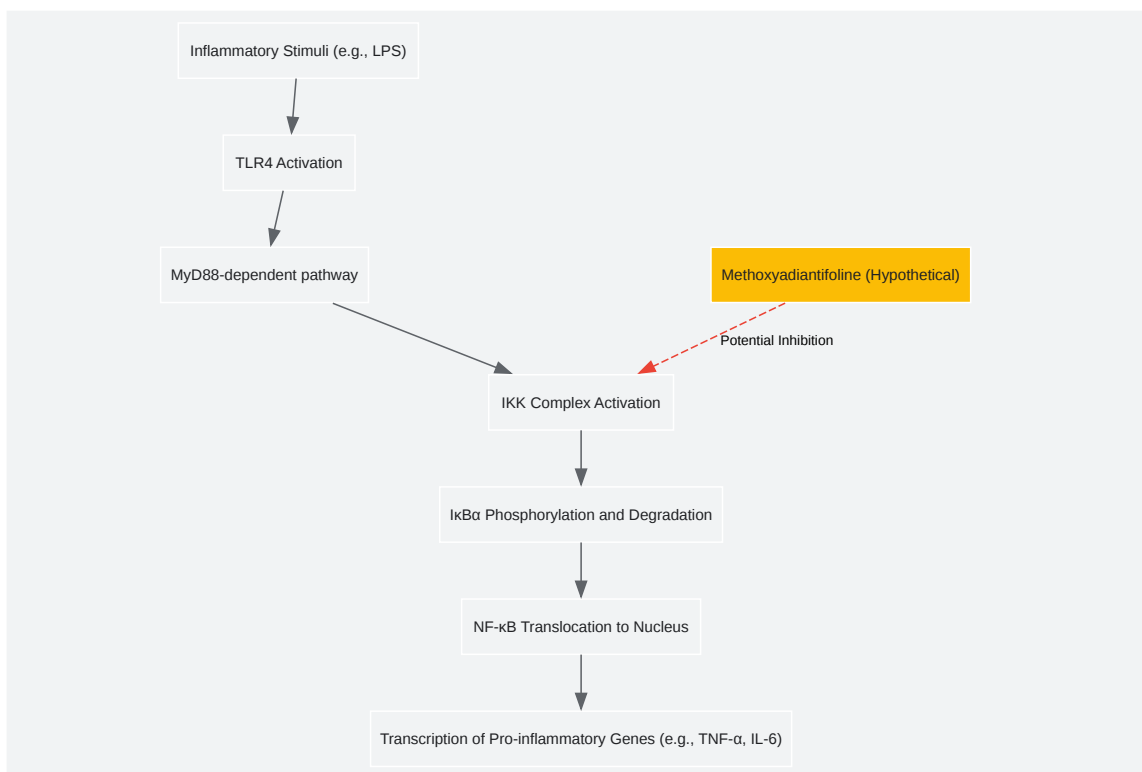 Inflammatory Stimuli (e.g., LPS)
TLR4 Activation
MyD88-dependent pathway
Methoxyadiantifoline (Hypothetical)
Potential Inhibition
IKK Complex Activation
IκBα Phosphorylation and Degradation
NF-κB Translocation to Nucleus
Transcription of Pro-inflammatory Genes (e.g., TNF-α, IL-6)